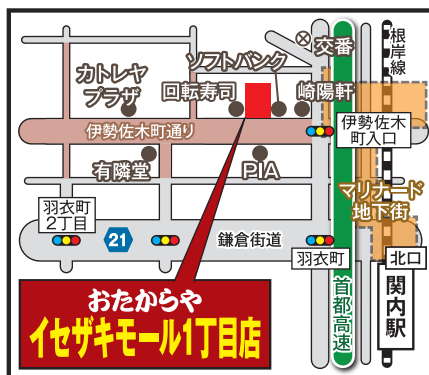 交番
根岸線
ソフトバンク
カトレヤ
プラザ
回転寿司
崎陽軒
伊勢佐木町通り
伊勢佐木
町入口
有隣堂
PIA
マリナード
地下街
羽衣町
2丁目
21
鎌倉街道
羽衣町
北口
首都高速
関内駅
おたからや
イセザキモール1丁目店